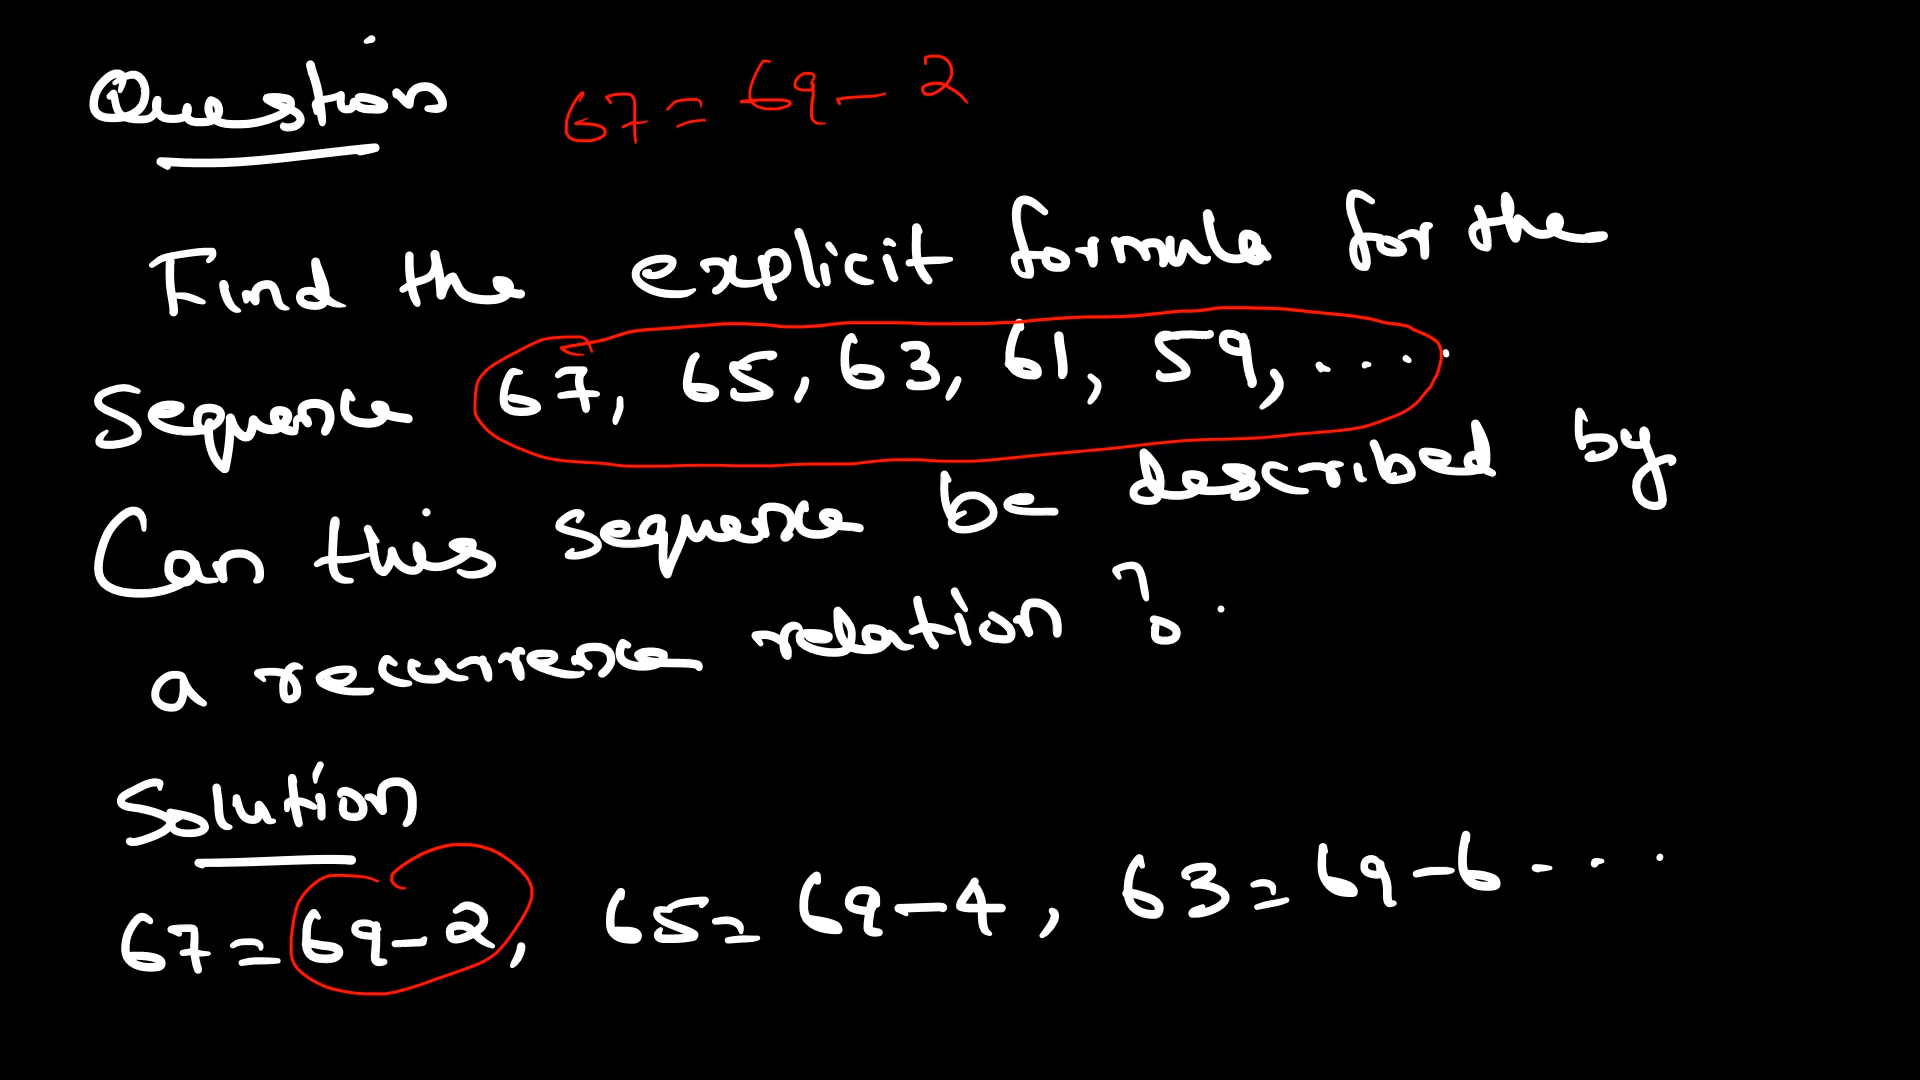 Question 67 = 69 - 2
Find the explicit formula for the
sequence 67, 65, 63, 61, 59, ....
Can this sequence be described by
a recurrence relation ?
Solution
67 = 69 - 2, 65 = 69 - 4, 63 = 69 - 6 - . .